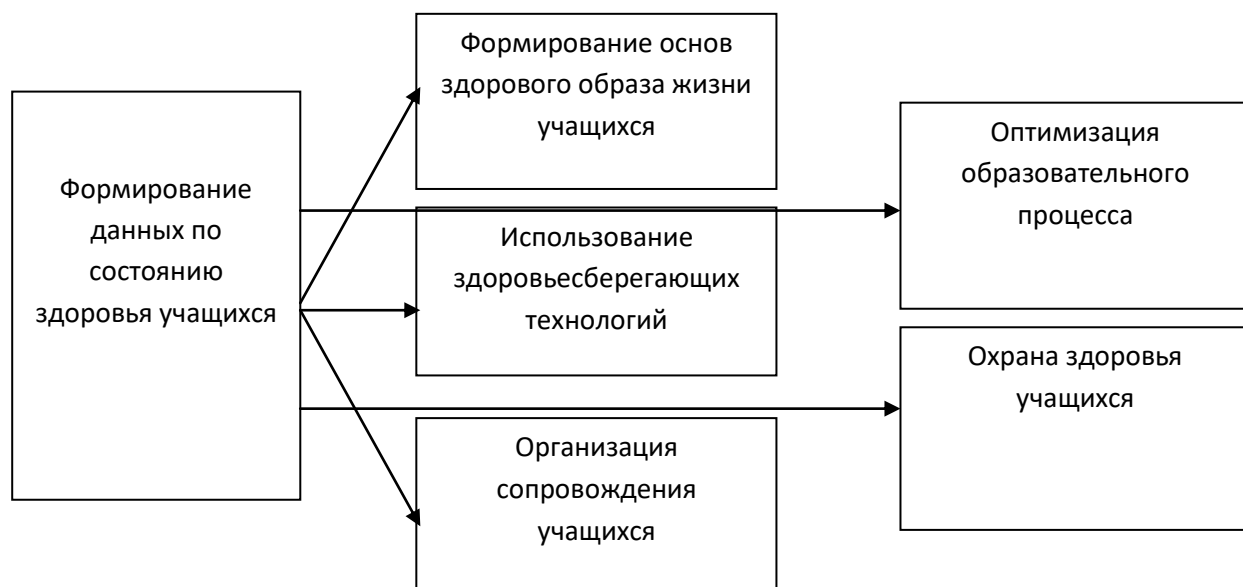 Формирование
данных по
состоянию
здоровья учащихся
Формирование основ
здорового образа жизни
учащихся
Использование
здоровьесберегающих
технологий
Организация
сопровождения
учащихся
Оптимизация
образовательного
процесса
Охрана здоровья
учащихся